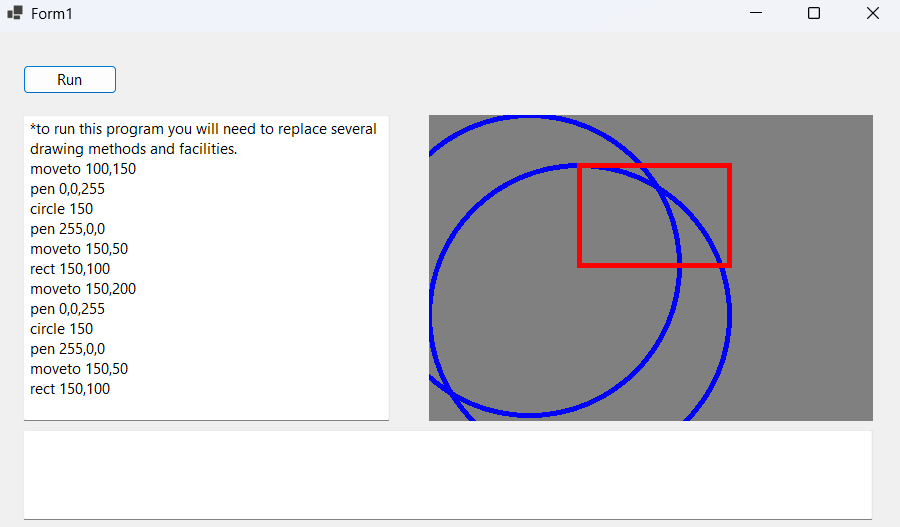 Form1
Run
*to run this program you will need to replace several
drawing methods and facilities.
moveto 100,150
pen 0,0,255
circle 150
pen 255,0,0
moveto 150,50
rect 150,100
moveto 150,200
pen 0,0,255
circle 150
pen 255,0,0
moveto 150,50
rect 150,100